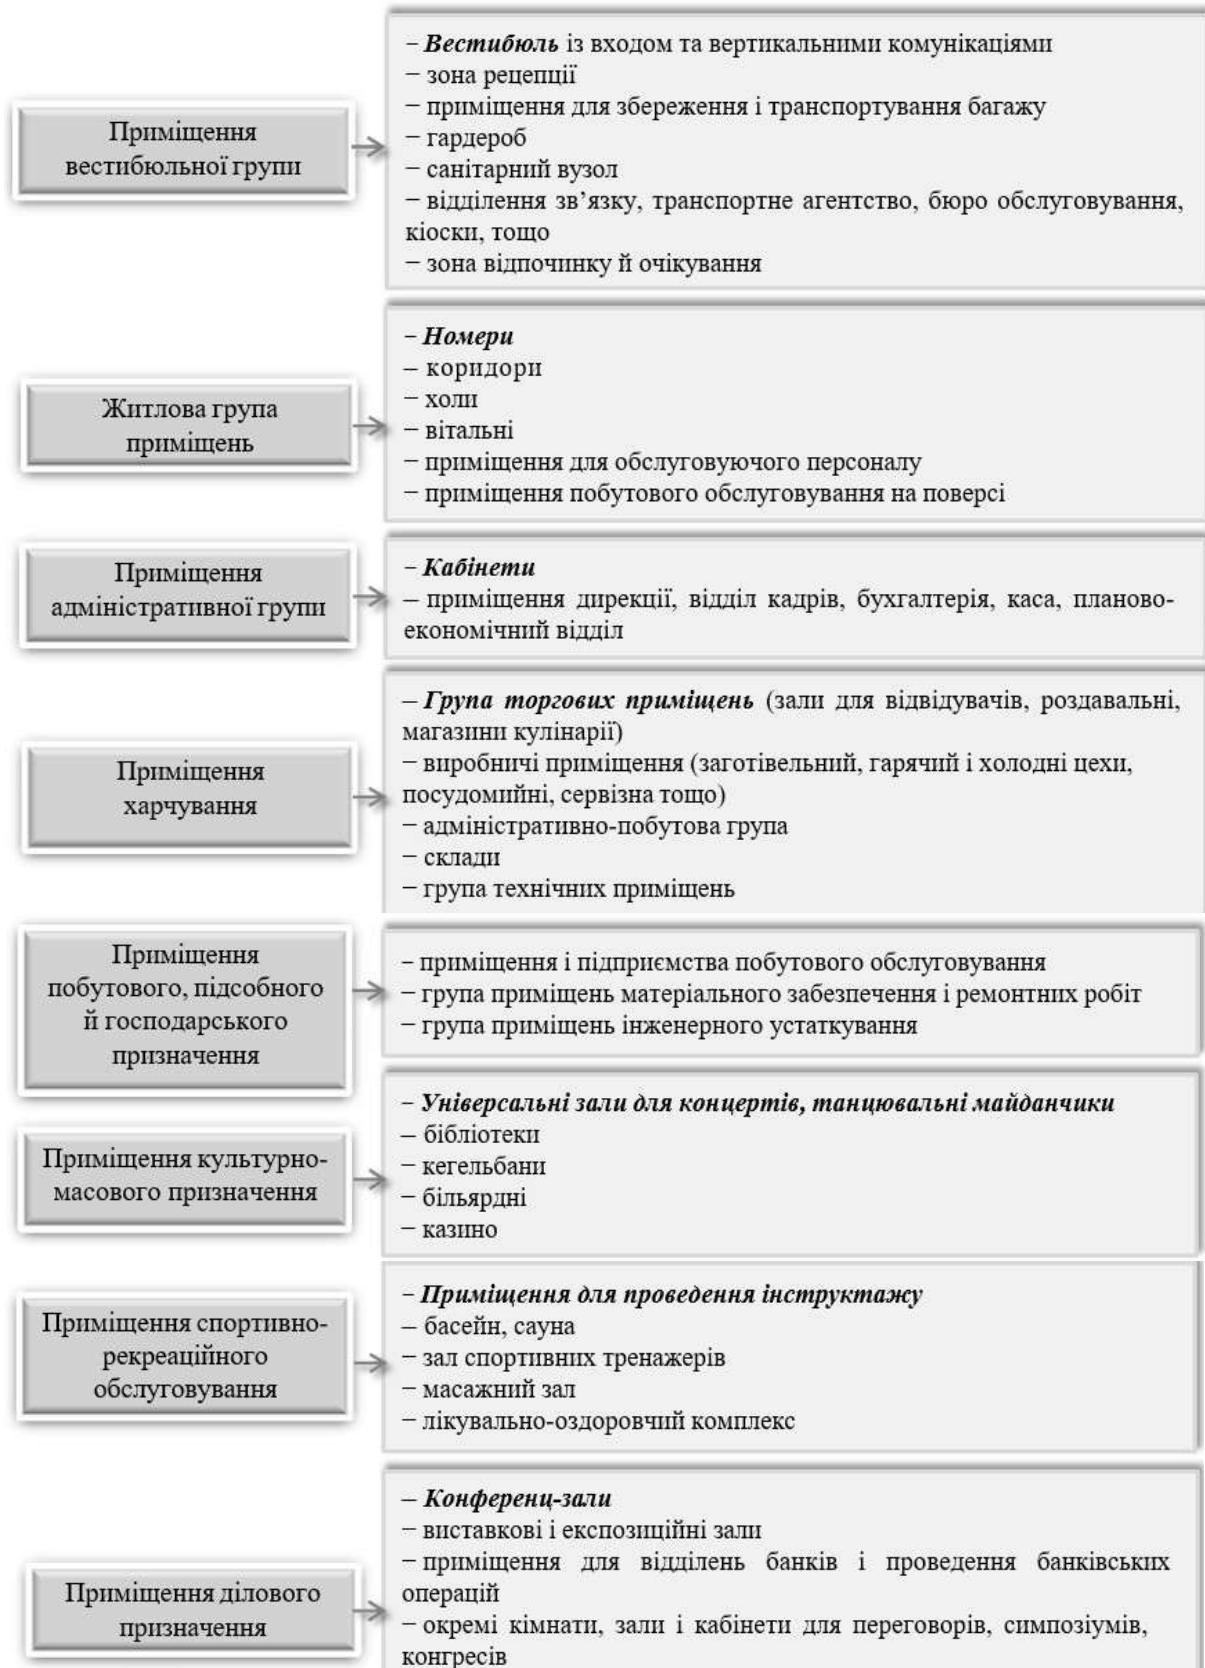 Приміщення
вестибюльної групи
– Вестибюль із входом та вертикальними комунікаціями
− зона рецепції
− приміщення для збереження і транспортування багажу
− гардероб
− санітарний вузол
− відділення зв’язку, транспортне агентство, бюро обслуговування,
кіоски, тощо
− зона відпочинку й очікування
Житлова група
приміщень
– Номери
− коридори
− холи
− вітальні
− приміщення для обслуговуючого персоналу
− приміщення побутового обслуговування на поверсі
Приміщення
адміністративної групи
– Кабінети
− приміщення дирекції, відділ кадрів, бухгалтерія, каса, планово-
економічний відділ
Приміщення
харчування
– Група торгових приміщень (зали для відвідувачів, роздавальні,
магазини кулінарії)
− виробничі приміщення (заготівельний, гарячий і холодні цехи,
посудомийні, сервізна тощо)
− адміністративно-побутова група
− склади
− група технічних приміщень
Приміщення
побутового, підсобного
й господарського
призначення
− приміщення і підприємства побутового обслуговування
− група приміщень матеріального забезпечення і ремонтних робіт
− група приміщень інженерного устаткування
Приміщення культурно-
масового призначення
– Універсальні зали для концертів, танцювальні майданчики
− бібліотеки
− кегельбани
− більярдні
− казино
Приміщення спортивно-
рекреаційного
обслуговування
– Приміщення для проведення інструктажу
− басейн, сауна
− зал спортивних тренажерів
− масажний зал
− лікувально-оздоровчий комплекс
Приміщення ділового
призначення
– Конференц-зали
− виставкові і експозиційні зали
− приміщення для відділень банків і проведення банківських
операцій
− окремі кімнати, зали і кабінети для переговорів, симпозіумів,
конгресів